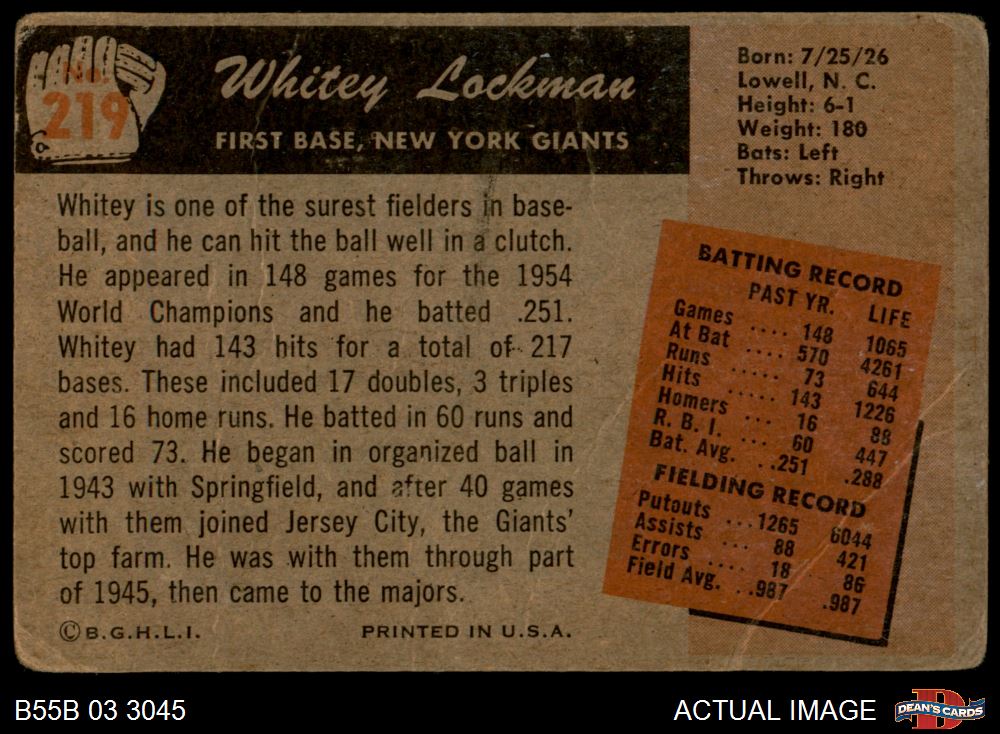 No.
219
Whitey Lockman
FIRST BASE, NEW YORK GIANTS
Born: 7/25/26
Lowell, N. C.
Height: 6-1
Weight: 180
Bats: Left
Throws: Right
Whitey is one of the surest fielders in base-
ball, and he can hit the ball well in a clutch.
He appeared in 148 games for the 1954
World Champions and he batted .251.
Whitey had 143 hits for a total of 217
bases. These included 17 doubles, 3 triples
and 16 home runs. He batted in 60 runs and
scored 73. He began in organized ball in
1943 with Springfield, and after 40 games
with them joined Jersey City, the Giants'
top farm. He was with them through part
of 1945, then came to the majors.
BATTING RECORD
PAST YR. LIFE
Games .... 148 1065
At Bat .... 570 4261
Runs ..... 73 644
Hits ..... 143 1226
Homers ... 16 88
R. B. I. ... 60 447
Bat. Avg. ..251 .288
FIELDING RECORD
Putouts ...1265 6044
Assists ... 88 421
Errors .... 18 86
Field Avg. ..987 .987
©B.G.H.L.I. PRINTED IN U.S.A.
B55B 03 3045
ACTUAL IMAGE
D
DEAN'S CARDS